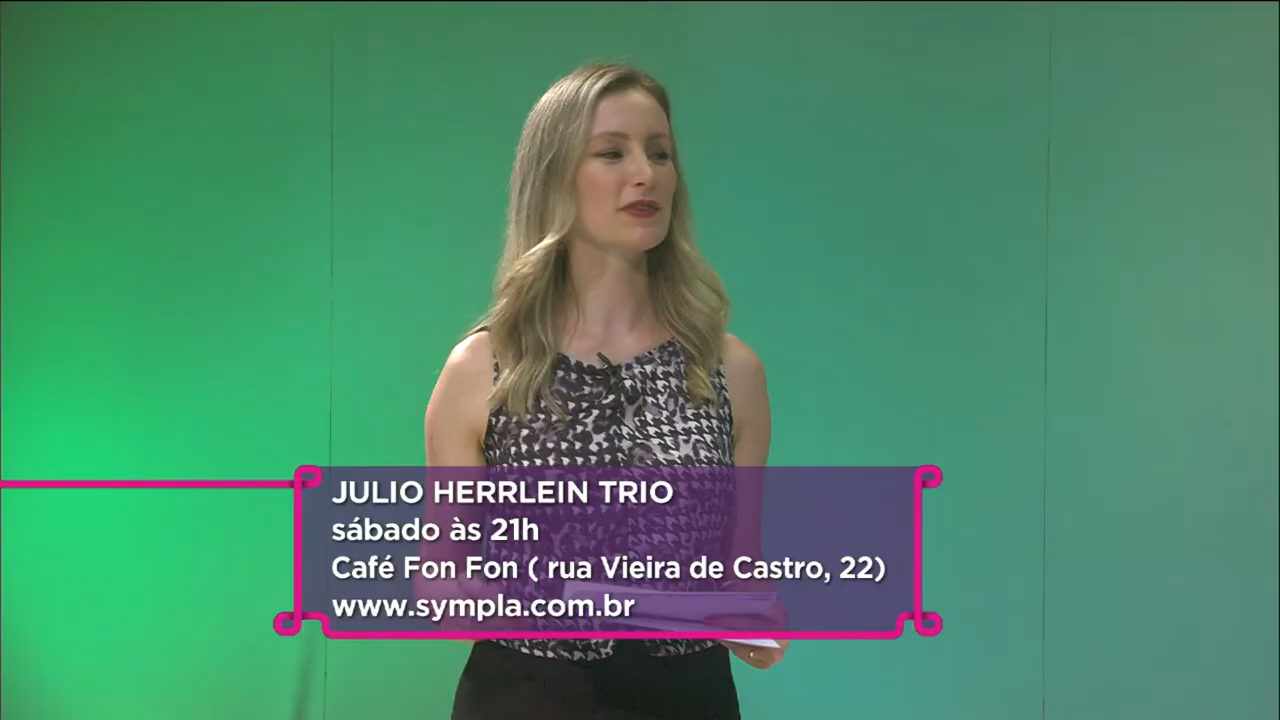 JULIO HERRLEIN TRIO
sábado às 21h
Café Fon Fon ( rua Vieira de Castro, 22)
www.sympla.com.br